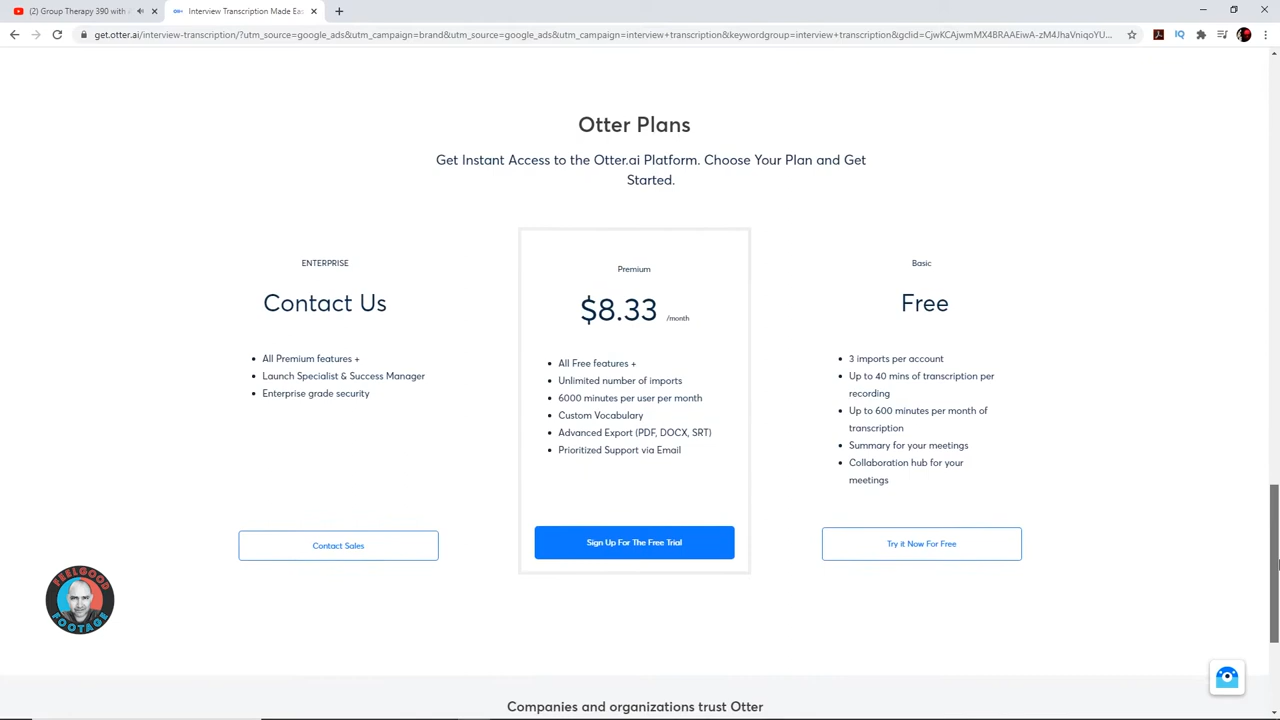 (2) Group Therapy 390 with A
Interview Transcription Made Eas
get.otter.ai/interview-transcription/?utm_source=google_ads&utm_campaign=brand&utm_source=google_ads&utm_campaign=interview+transcription&keywordgroup=interview+transcription&gclid=CjwKCAjwmMX4BRAAEiwA-zM4JhaVniqoYU...
IQ
Otter Plans
Get Instant Access to the Otter.ai Platform. Choose Your Plan and Get
Started.
ENTERPRISE
Contact Us
• All Premium features +
• Launch Specialist & Success Manager
• Enterprise grade security
Contact Sales
Premium
$8.33 /month
• All Free features +
• Unlimited number of imports
• 6000 minutes per user per month
• Custom Vocabulary
• Advanced Export (PDF, DOCX, SRT)
• Prioritized Support via Email
Sign Up For The Free Trial
Basic
Free
• 3 imports per account
• Up to 40 mins of transcription per
recording
• Up to 600 minutes per month of
transcription
• Summary for your meetings
• Collaboration hub for your
meetings
Try it Now For Free
FEELGOOD
FOOTAGE
Companies and organizations trust Otter